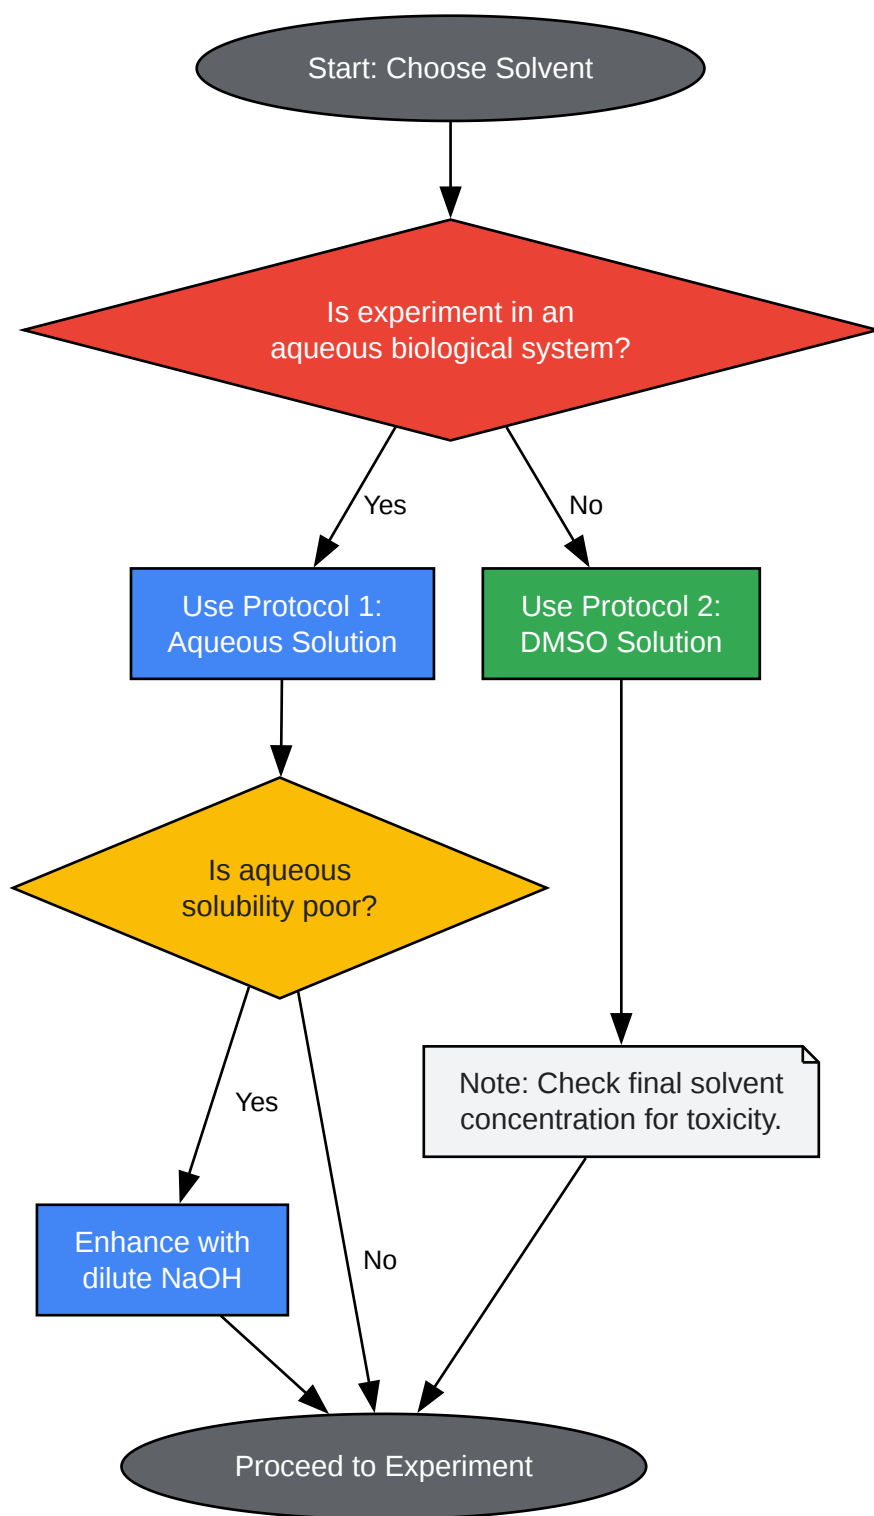 Start: Choose Solvent
Is experiment in an
aqueous biological system?
Yes
No
Use Protocol 1:
Aqueous Solution
Use Protocol 2:
DMSO Solution
Is aqueous
solubility poor?
Note: Check final solvent
concentration for toxicity.
Yes
Enhance with
dilute NaOH
No
Proceed to Experiment